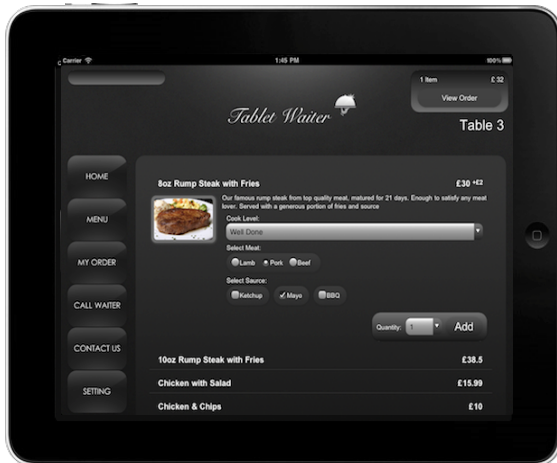 Carrier 1:45 PM 100%
1 Item £ 32
View Order
Tablet Waiter
Table 3
HOME
MENU
MY ORDER
CALL WAITER
CONTACT US
SETTING
8oz Rump Steak with Fries £30 +£2
Our famous rump steak from top quality meat, matured for 21 days. Enough to satisfy any meat
lover. Served with a generous portion of fries and source
Cook Level:
Well Done
Select Meat:
Lamb Pork Beef
Select Source:
Ketchup Mayo BBQ
Quantity: 1 Add
10oz Rump Steak with Fries £38.5
Chicken with Salad £15.99
Chicken & Chips £10